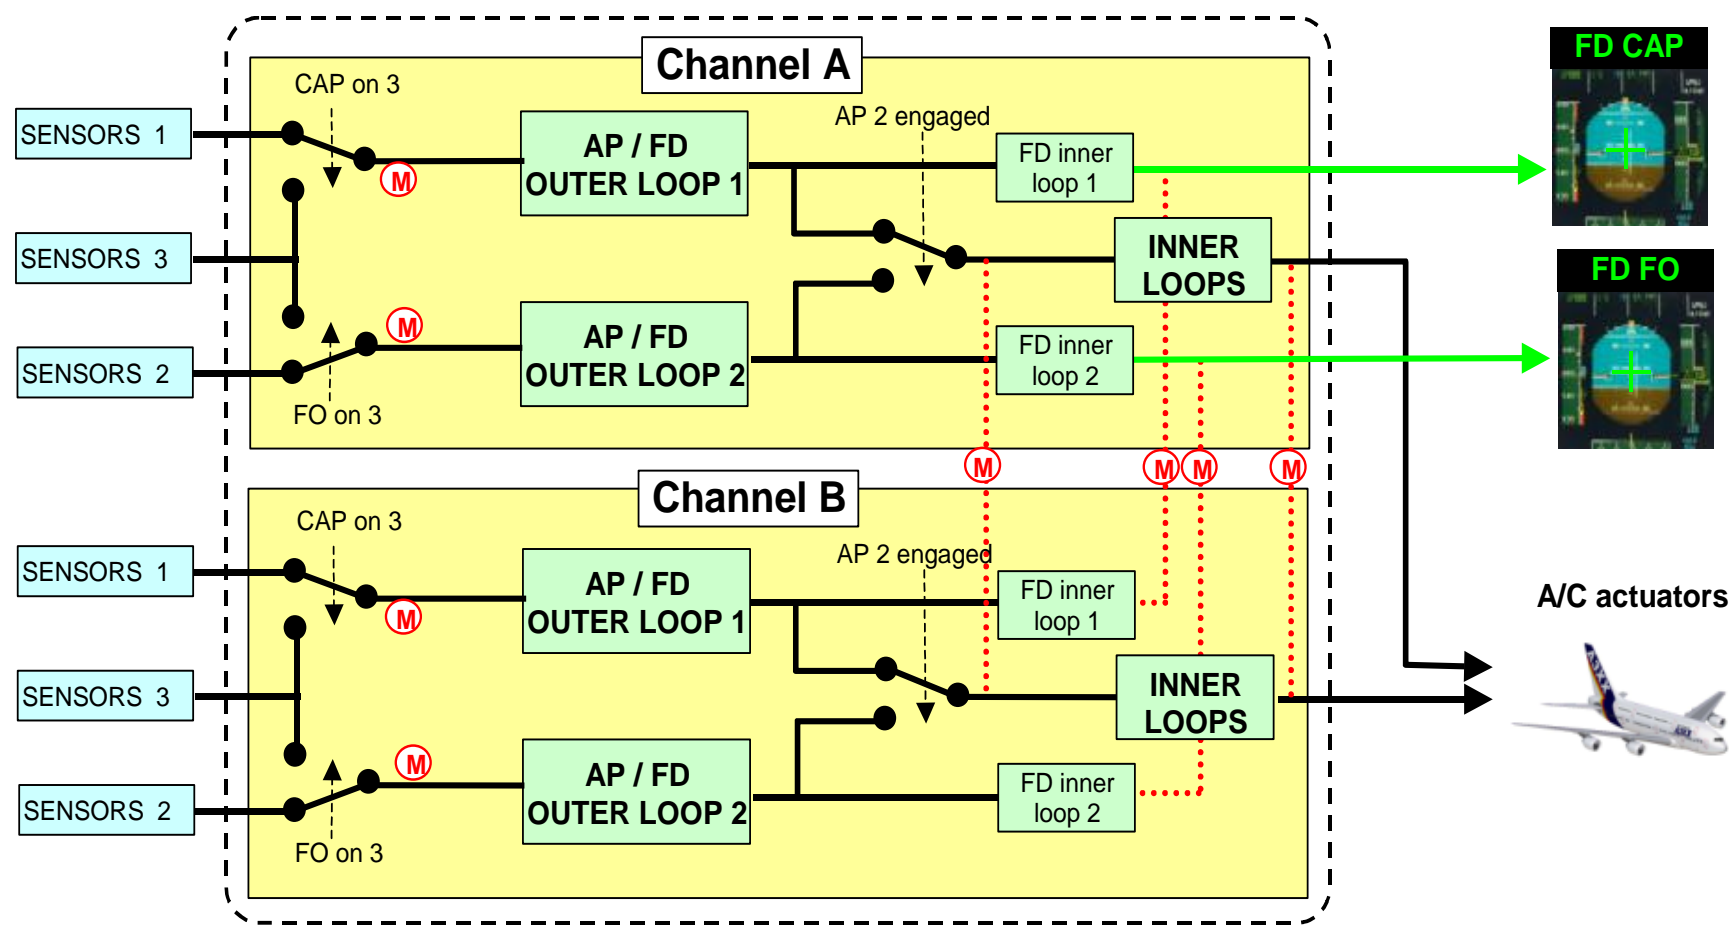 FD CAP
Channel A
CAP on 3
SENSORS 1
AP / FD
OUTER LOOP 1
AP 2 engaged
FD inner
loop 1
M
SENSORS 3
INNER
LOOPS
FD FO
M
SENSORS 2
AP / FD
OUTER LOOP 2
FD inner
loop 2
FO on 3
M
M
M
M
Channel B
CAP on 3
SENSORS 1
AP / FD
OUTER LOOP 1
AP 2 engaged
FD inner
loop 1
M
A/C actuators
SENSORS 3
INNER
LOOPS
M
SENSORS 2
AP / FD
OUTER LOOP 2
FD inner
loop 2
FO on 3